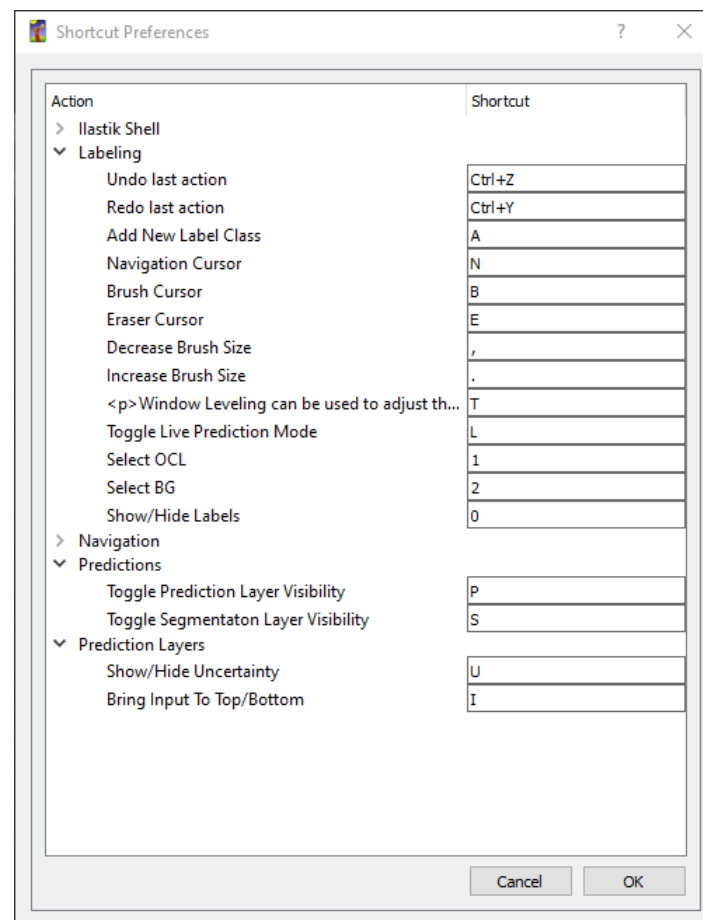 Shortcut Preferences
Action Shortcut
Ilastik Shell
Labeling
Undo last action Ctrl+Z
Redo last action Ctrl+Y
Add New Label Class A
Navigation Cursor N
Brush Cursor B
Eraser Cursor E
Decrease Brush Size ,
Increase Brush Size .
<p>Window Leveling can be used to adjust th... T
Toggle Live Prediction Mode L
Select OCL 1
Select BG 2
Show/Hide Labels 0
Navigation
Predictions
Toggle Prediction Layer Visibility P
Toggle Segmentaton Layer Visibility S
Prediction Layers
Show/Hide Uncertainty U
Bring Input To Top/Bottom I
Cancel OK